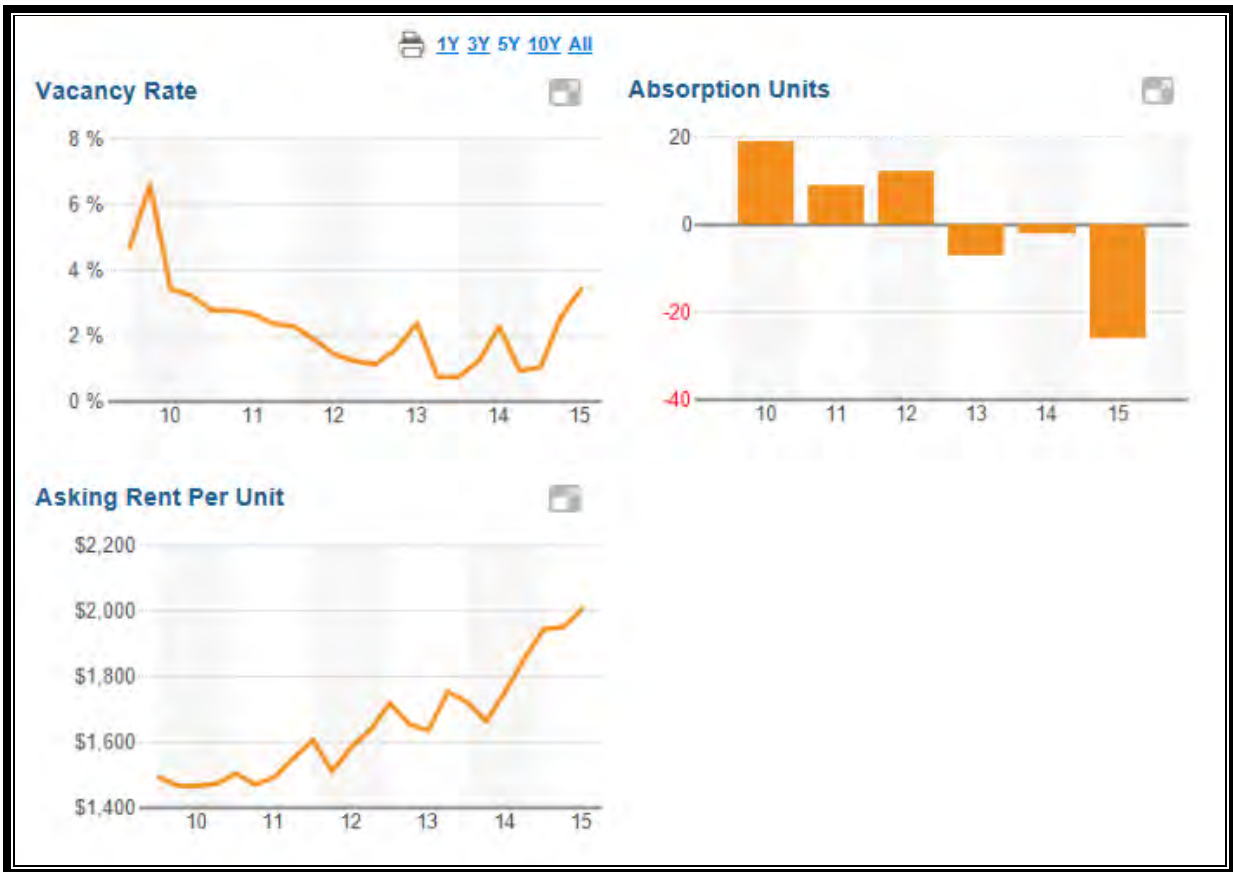 1Y 3Y 5Y 10Y All
Vacancy Rate
8 %
6 %
4 %
2 %
0 %
10 11 12 13 14 15
Absorption Units
20
0
-20
-40
10 11 12 13 14 15
Asking Rent Per Unit
$2,200
$2,000
$1,800
$1,600
$1,400
10 11 12 13 14 15